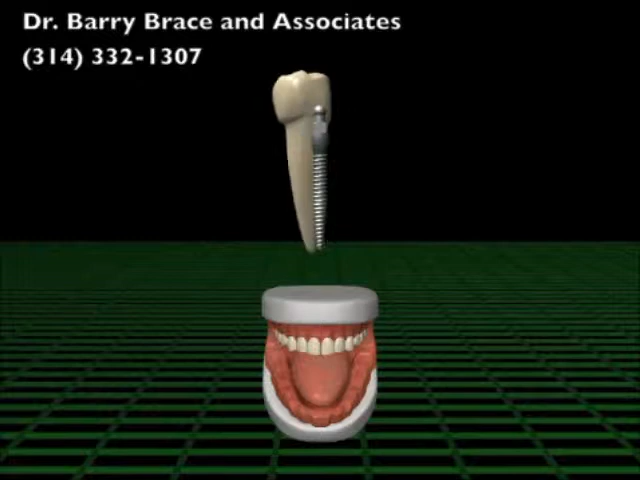 Dr. Barry Brace and Associates
(314) 332-1307